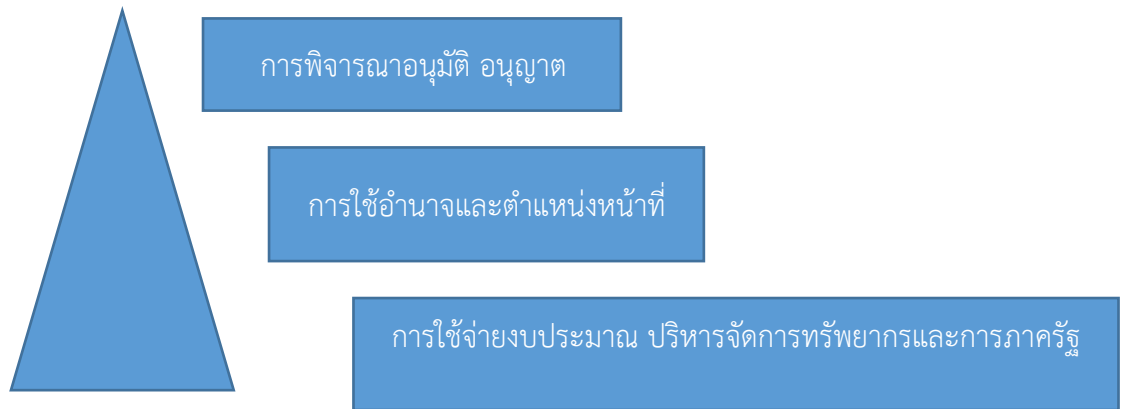 การพิจารณาอนุมัติ อนุญาต
การใช้อำนาจและตำแหน่งหน้าที่
การใช้จ่ายงบประมาณ ปริหารจัดการทรัพยากรและการภาครัฐ